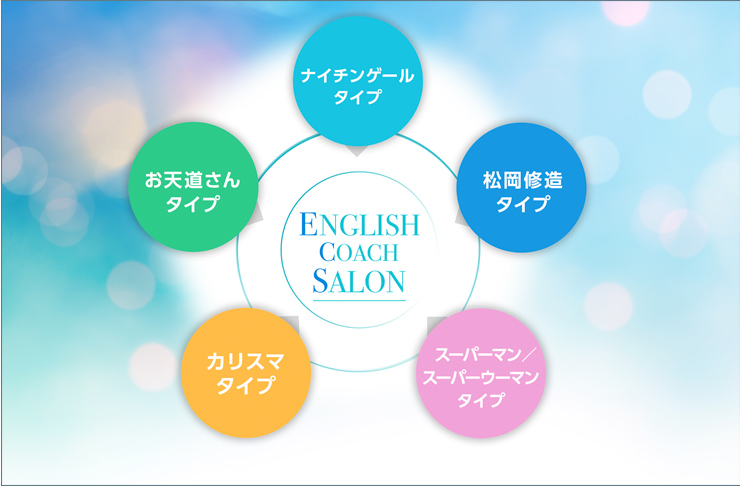 ナイチンゲール
タイプ
お天道さん
タイプ
松岡修造
タイプ
ENGLISH
COACH
SALON
カリスマ
タイプ
スーパーマン／
スーパーウーマン
タイプ